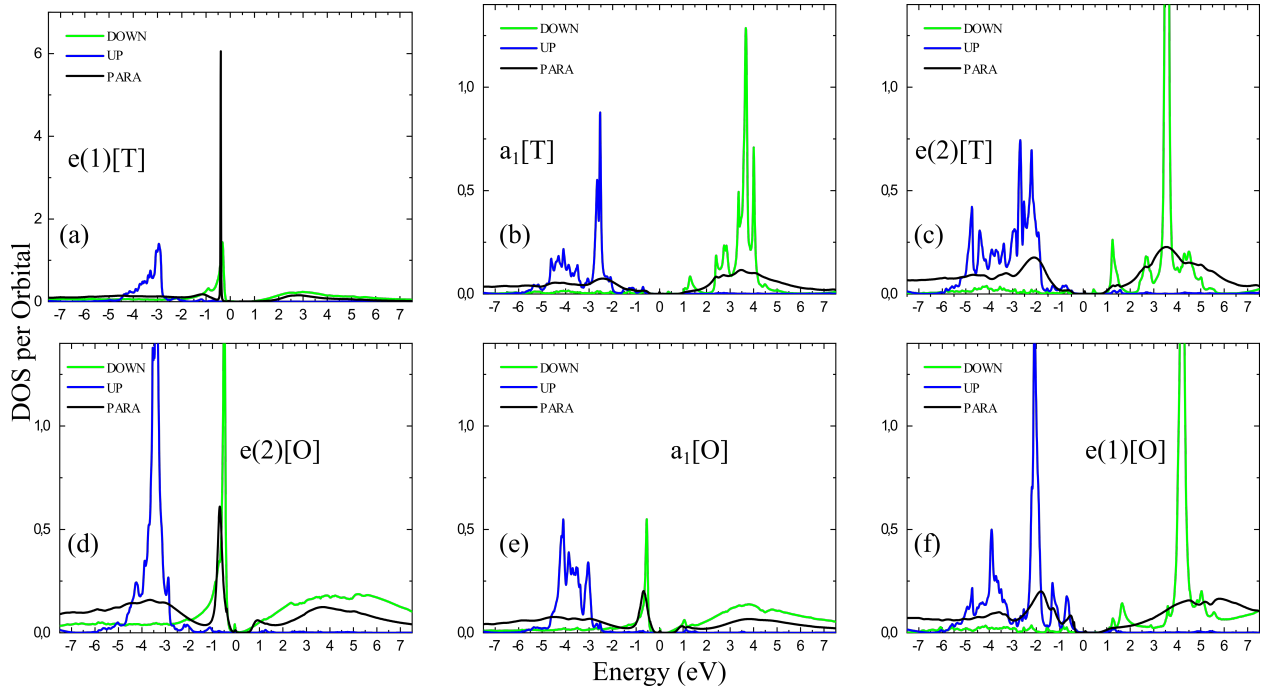 DOWN
UP
PARA
e(1)[T]
(a)
6
4
2
0
-7 -6 -5 -4 -3 -2 -1 0 1 2 3 4 5 6 7
DOWN
UP
PARA
a1[T]
(b)
1,0
0,5
0,0
-7 -6 -5 -4 -3 -2 -1 0 1 2 3 4 5 6 7
DOWN
UP
PARA
e(2)[T]
(c)
1,0
0,5
0,0
-7 -6 -5 -4 -3 -2 -1 0 1 2 3 4 5 6 7
DOS per Orbital
DOWN
UP
PARA
e(2)[O]
(d)
1,0
0,5
0,0
-7 -6 -5 -4 -3 -2 -1 0 1 2 3 4 5 6 7
DOWN
UP
PARA
a1[O]
(e)
1,0
0,5
0,0
-7 -6 -5 -4 -3 -2 -1 0 1 2 3 4 5 6 7
DOWN
UP
PARA
e(1)[O]
(f)
1,0
0,5
0,0
-7 -6 -5 -4 -3 -2 -1 0 1 2 3 4 5 6 7
Energy (eV)